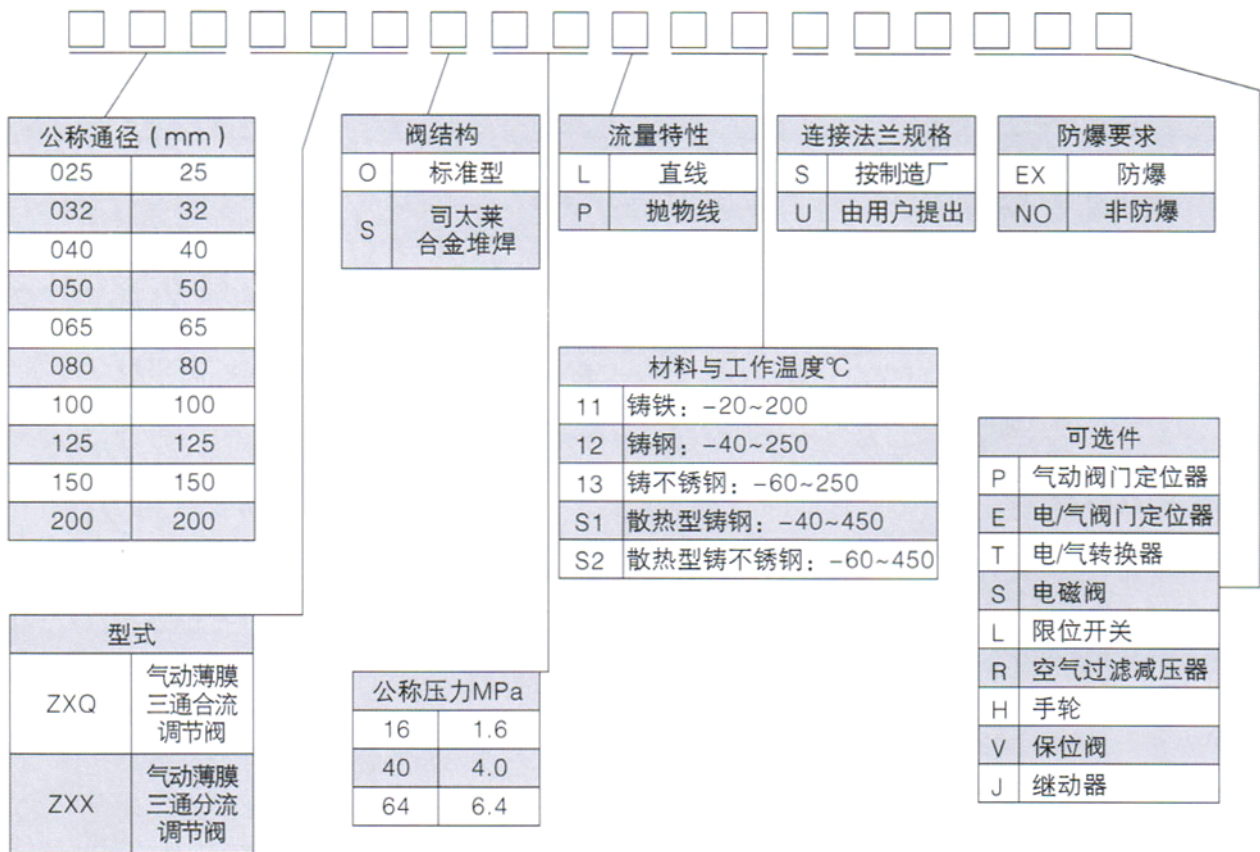 公称通径（mm）
025 25
032 32
040 40
050 50
065 65
080 80
100 100
125 125
150 150
200 200
阀结构
O 标准型
S 司太莱
合金堆焊
流量特性
L 直线
P 抛物线
连接法兰规格
S 按制造厂
U 由用户提出
防爆要求
EX 防爆
NO 非防爆
材料与工作温度℃
11 铸铁：-20~200
12 铸钢：-40~250
13 铸不锈钢：-60~250
S1 散热型铸钢：-40~450
S2 散热型铸不锈钢：-60~450
可选件
P 气动阀门定位器
E 电/气阀门定位器
T 电/气转换器
S 电磁阀
L 限位开关
R 空气过滤减压器
H 手轮
V 保位阀
J 继动器
型式
ZXQ 气动薄膜
三通合流
调节阀
ZXX 气动薄膜
三通分流
调节阀
公称压力MPa
16 1.6
40 4.0
64 6.4